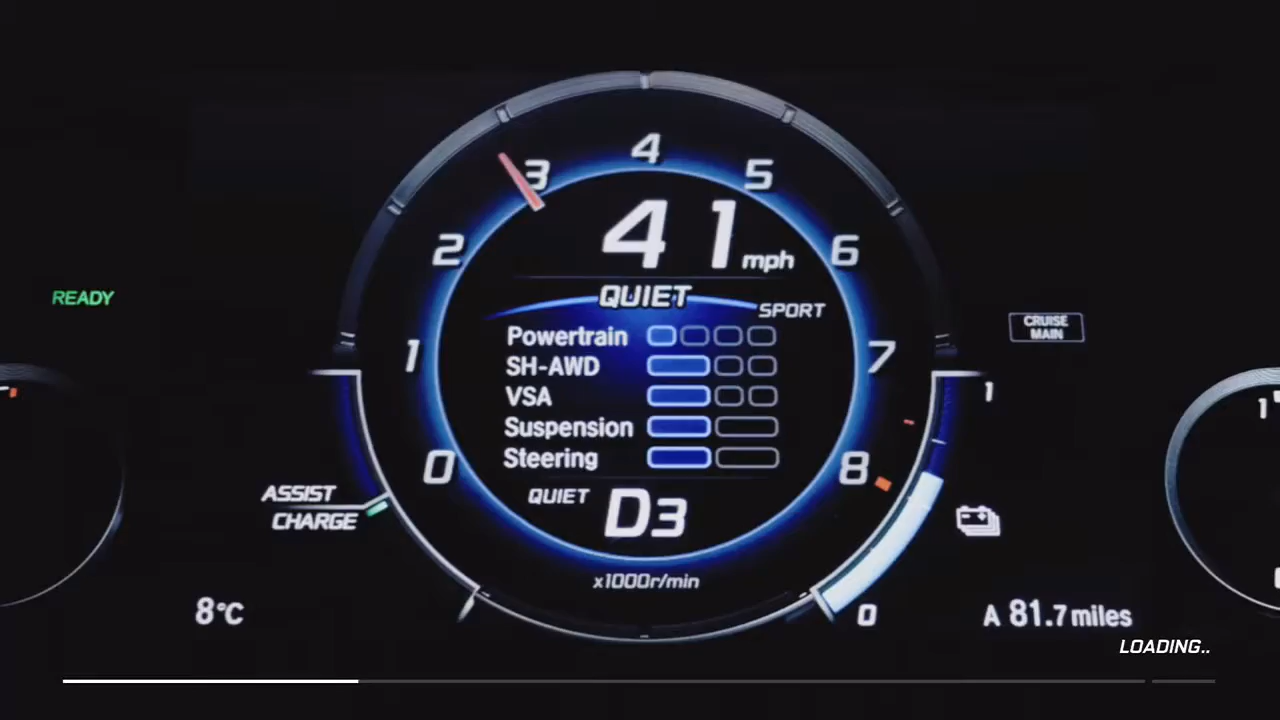 4
3
5
41 mph
2
6
READY
QUIET
SPORT
CRUISE
MAIN
Powertrain
1
7
SH-AWD
VSA
1
1
Suspension
Steering
0
8
ASSIST
QUIET
D3
CHARGE
x1000r/min
8°C
0
A 81.7 miles
LOADING..